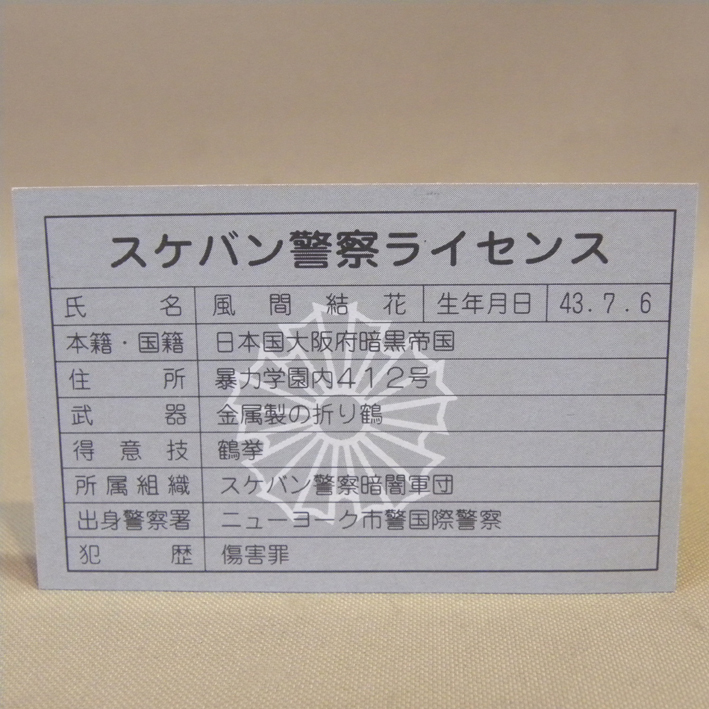 スケバン警察ライセンス
氏名 風間結花 生年月日 43.7.6
本籍・国籍 日本国大阪府暗黒帝国
住所 暴力学園内412号
武器 金属製の折り鶴
得意技 鶴挙
所属組織 スケバン警察暗闇軍団
出身警察署 ニューヨーク市警国際警察
犯歴 傷害罪